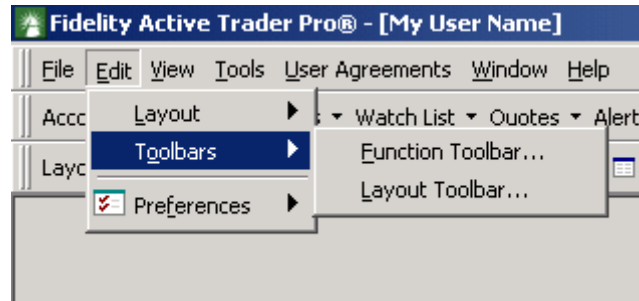 Fidelity Active Trader Pro® - [My User Name]
File Edit View Tools User Agreements Window Help
Layout Watch List Quotes
Toolbars Function Toolbar...
Layout Toolbar...
Preferences